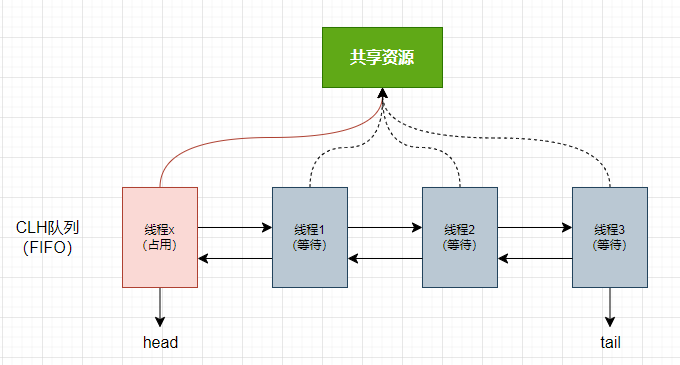 共享资源
CLH队列
（FIFO）
线程x
（占用）
线程1
（等待）
线程2
（等待）
线程3
（等待）
head
tail